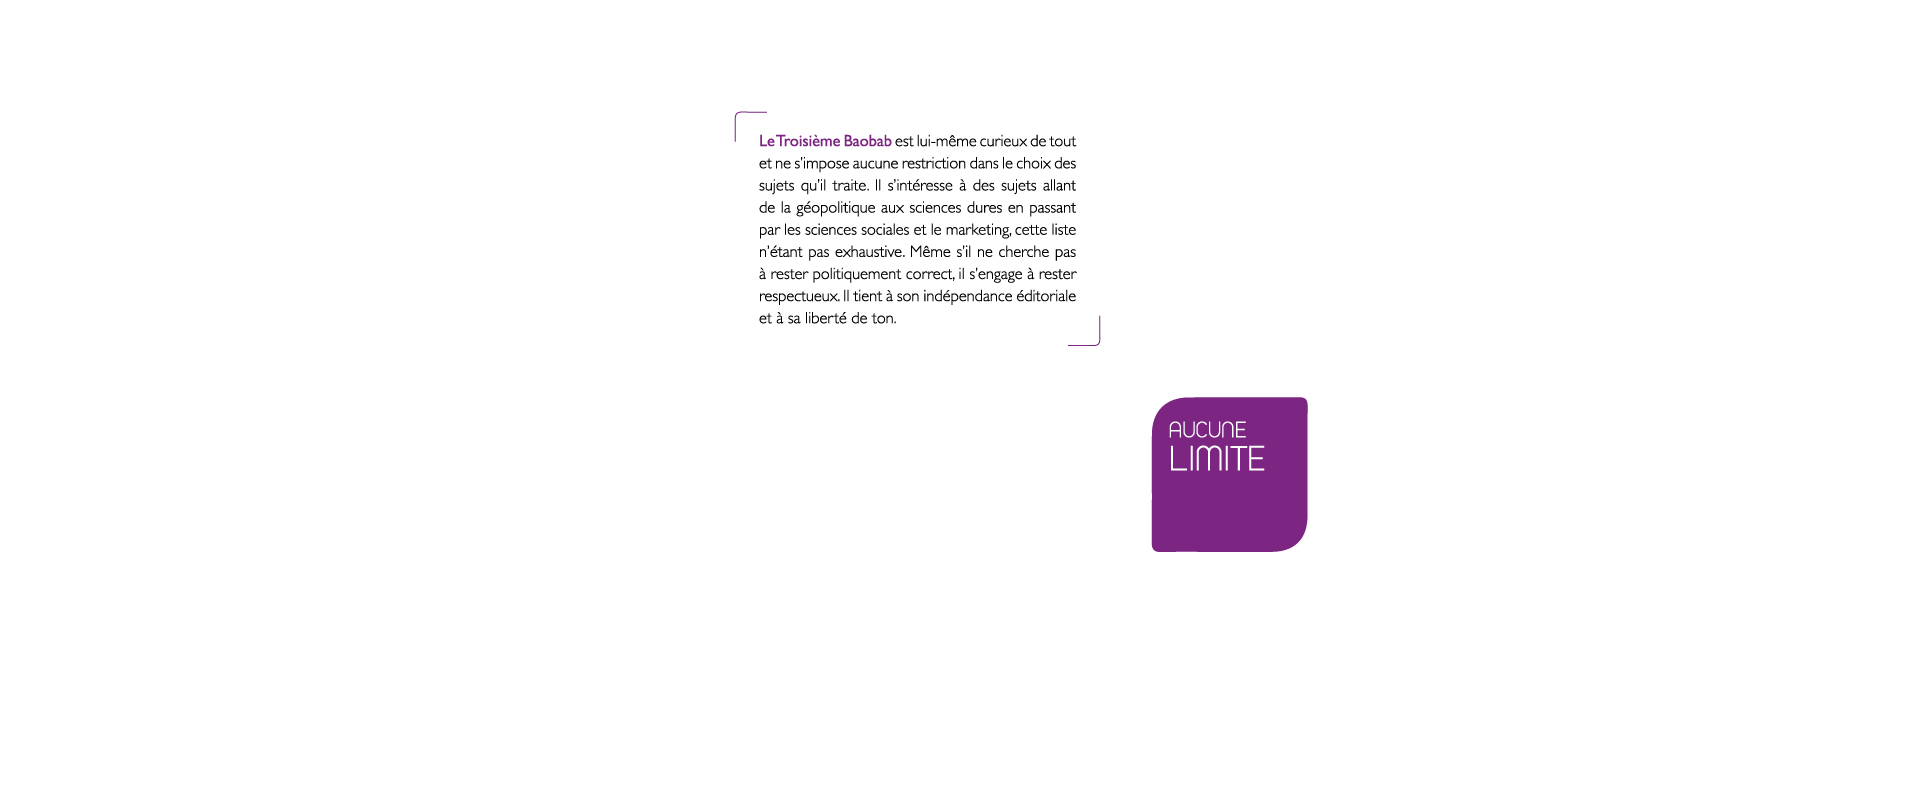 Le Troisième Baobab est lui-même curieux de tout
et ne s’impose aucune restriction dans le choix des
sujets qu’il traite. Il s’intéresse à des sujets allant
de la géopolitique aux sciences dures en passant
par les sciences sociales et le marketing, cette liste
n’étant pas exhaustive. Même s’il ne cherche pas
à rester politiquement correct, il s’engage à rester
respectueux. Il tient à son indépendance éditoriale
et à sa liberté de ton.
AUCUNE
LIMITE